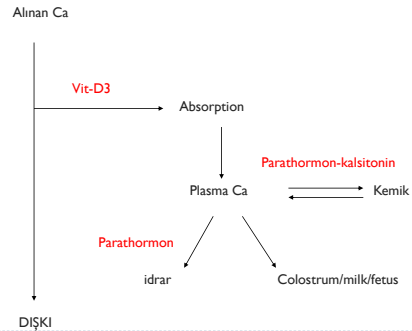 Alınan Ca
Vit-D3
Absorption
Parathormon-kalsitonin
Plasma Ca
Kemik
Parathormon
idrar
Colostrum/milk/fetus
DIŞKI